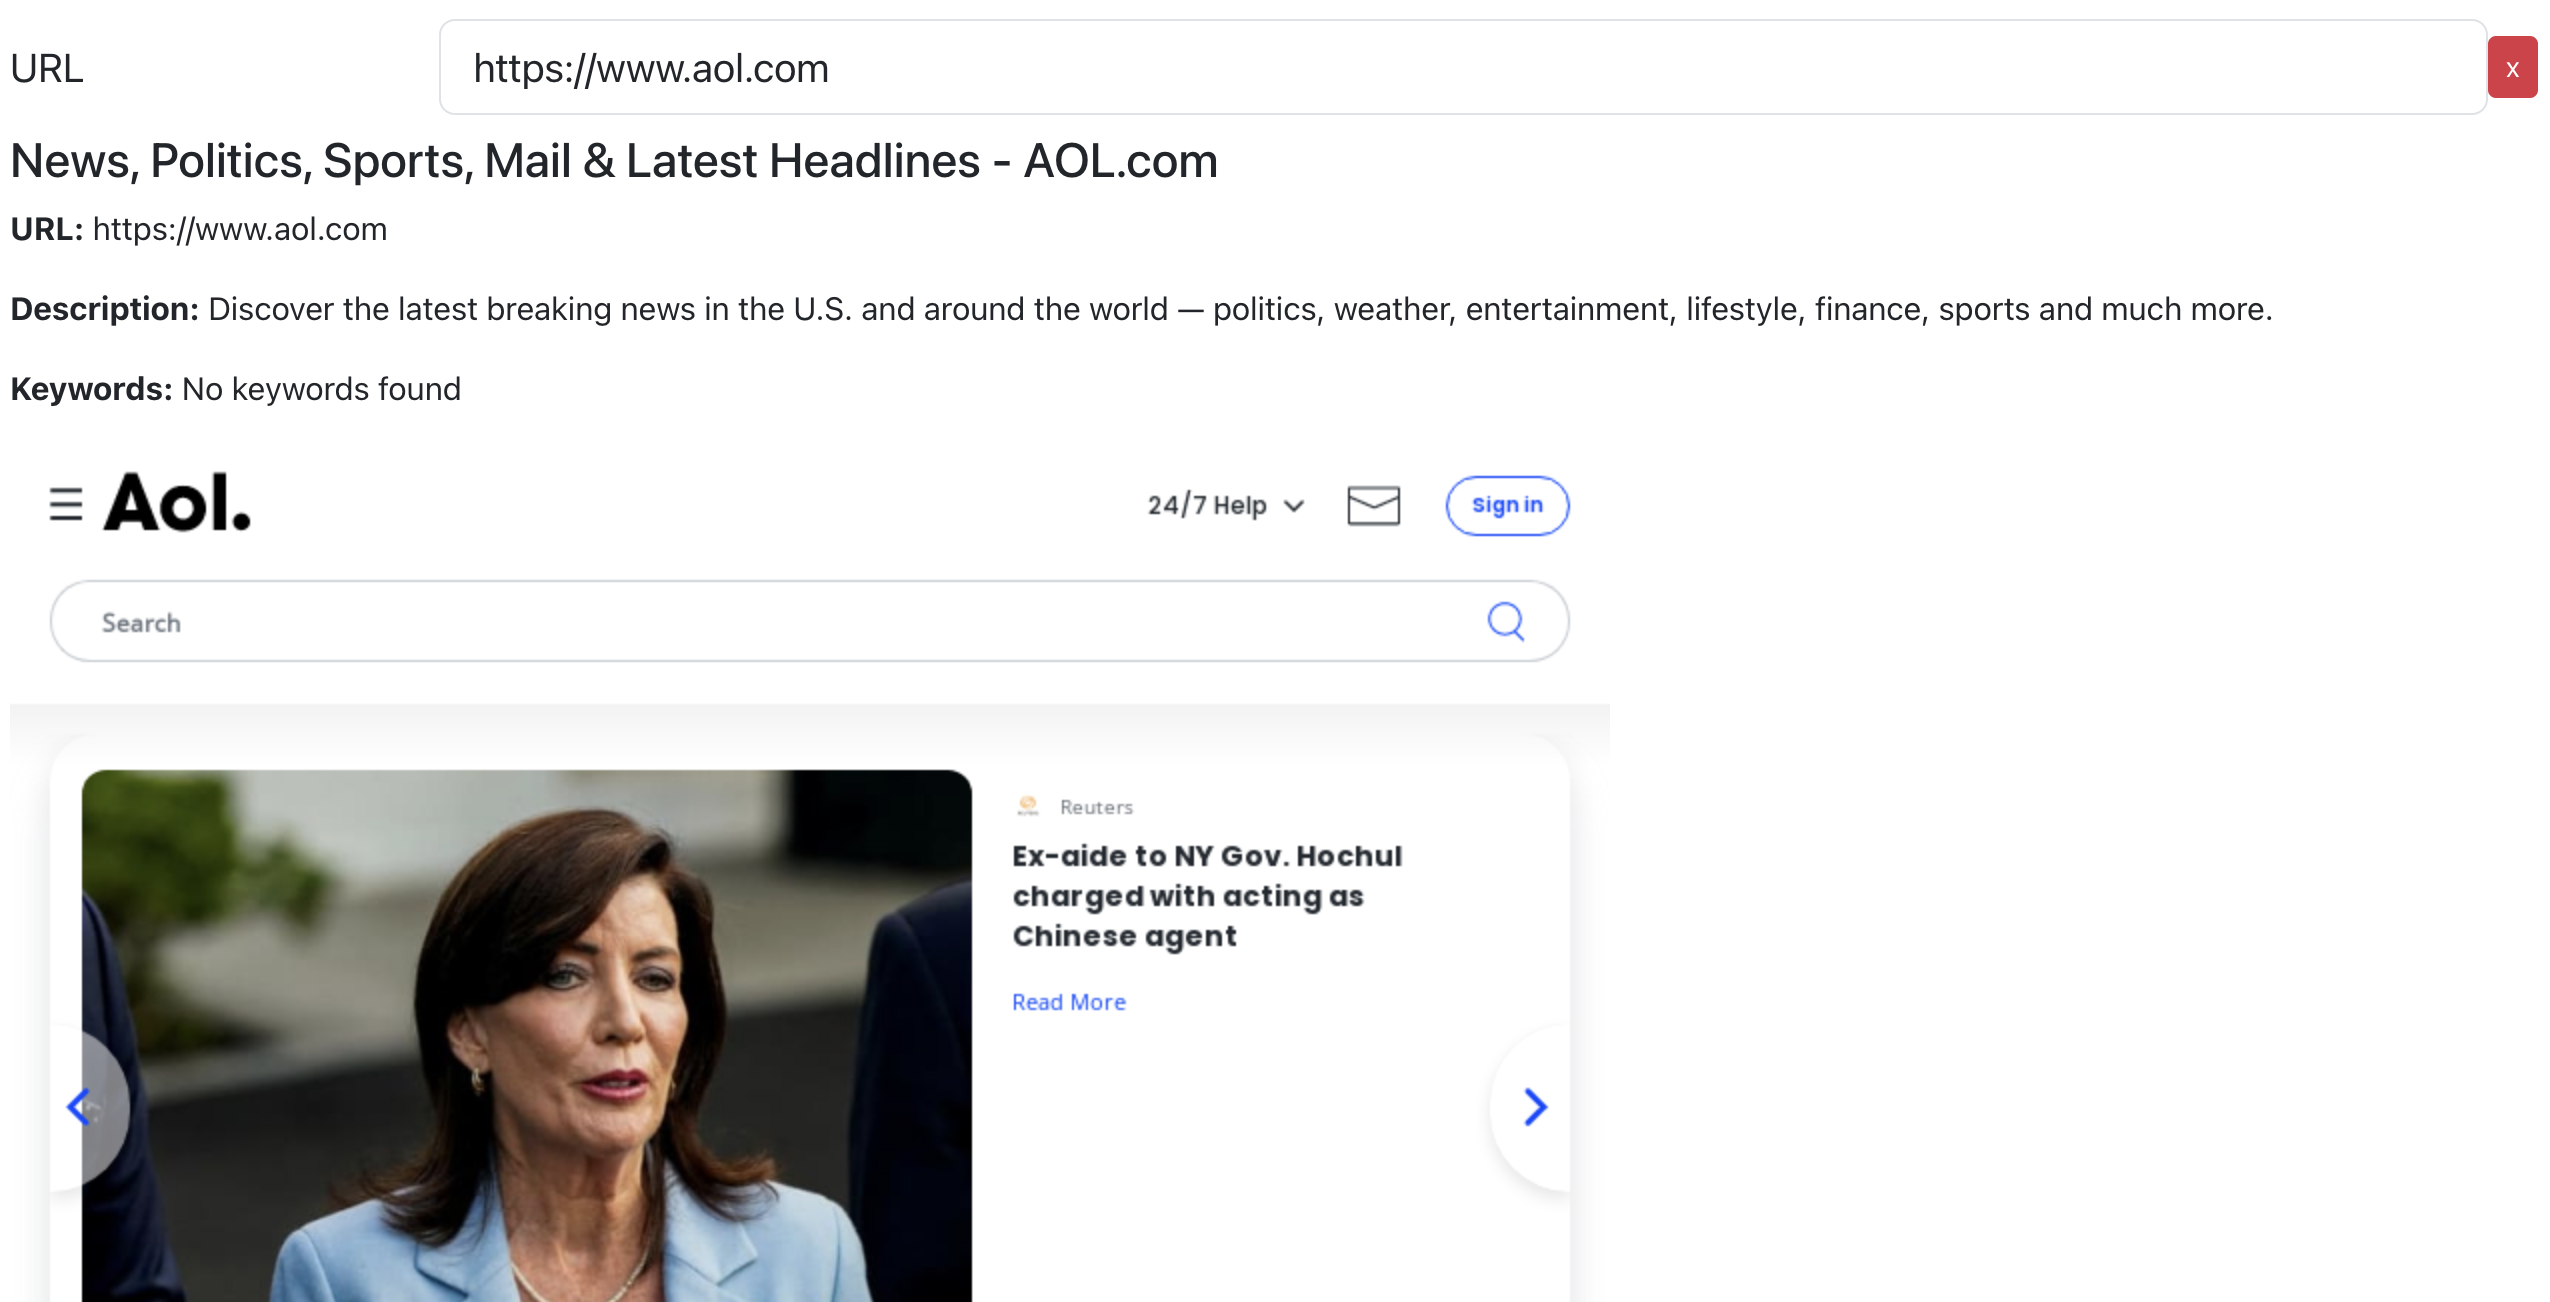 URL
https://www.aol.com
x
News, Politics, Sports, Mail & Latest Headlines - AOL.com
URL: https://www.aol.com
Description: Discover the latest breaking news in the U.S. and around the world — politics, weather, entertainment, lifestyle, finance, sports and much more.
Keywords: No keywords found
Aol.
24/7 Help
Sign in
Search
Reuters
Ex-aide to NY Gov. Hochul
charged with acting as
Chinese agent
Read More